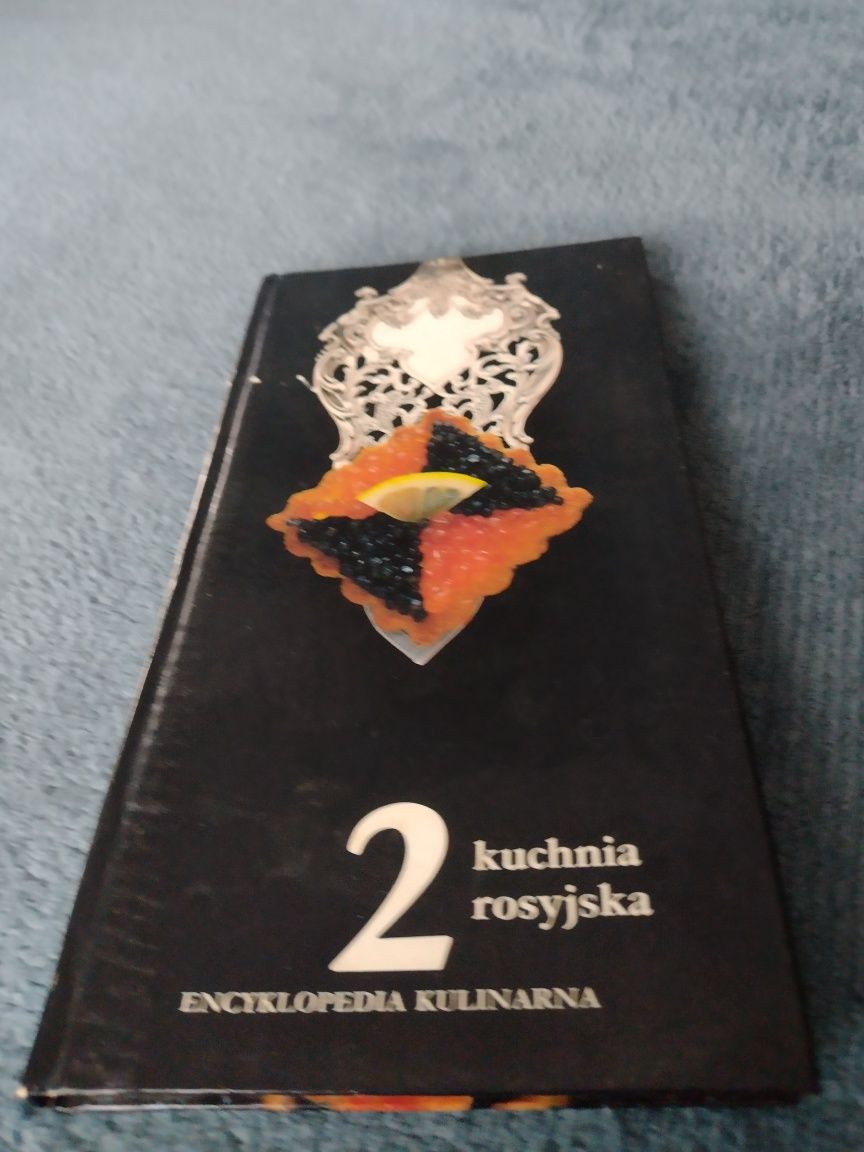 2
kuchnia
rosyjska
ENCYKLOPEDIA KULINARNA